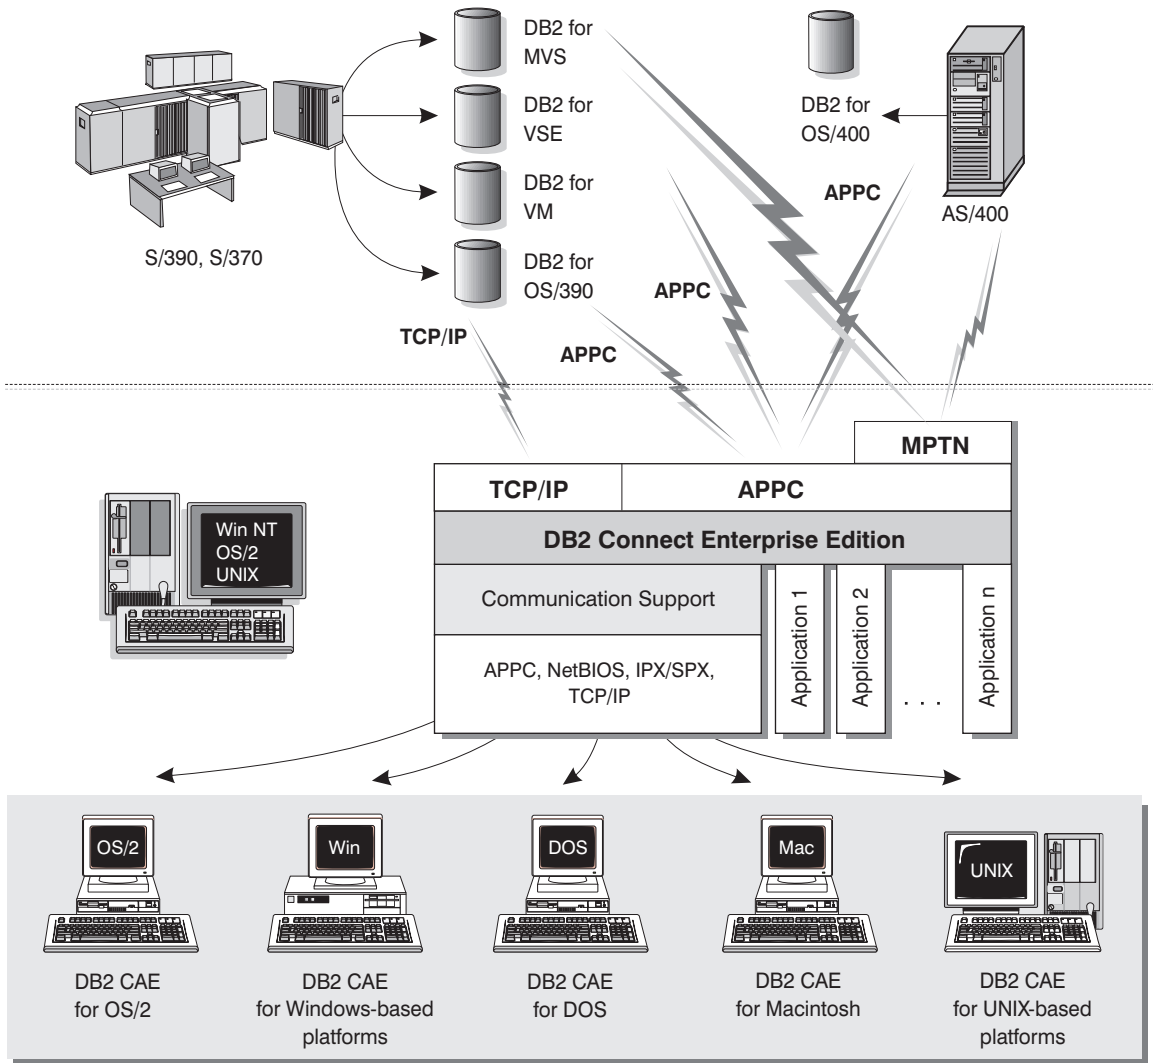 DB2 for
MVS
DB2 for
VSE
DB2 for
VM
DB2 for
OS/390
S/390, S/370
DB2 for
OS/400
AS/400
APPC
APPC
TCP/IP
APPC
MPTN
TCP/IP
APPC
DB2 Connect Enterprise Edition
Win NT
OS/2
UNIX
Communication Support
APPC, NetBIOS, IPX/SPX,
TCP/IP
Application 1
Application 2
. . .
Application n
OS/2
Win
DOS
Mac
UNIX
DB2 CAE
for OS/2
DB2 CAE
for Windows-based
platforms
DB2 CAE
for DOS
DB2 CAE
for Macintosh
DB2 CAE
for UNIX-based
platforms